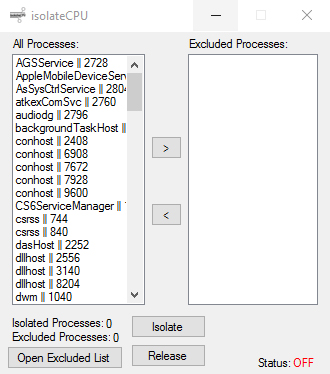 isolateCPU
All Processes:
Excluded Processes:
AGSService 2728
AppleMobileDeviceServ
AsSysCtrlService 2804
atkexComSvc 2760
audiodg 2796
backgroundTaskHost
conhost 2408
conhost 6908
conhost 7672
conhost 7928
conhost 9600
CS6ServiceManager
csrss 744
csrss 840
dasHost 2252
dllhost 2556
dllhost 3140
dllhost 8204
dwm 1040
>
<
Isolated Processes: 0
Excluded Processes: 0
Isolate
Open Excluded List
Release
Status: OFF